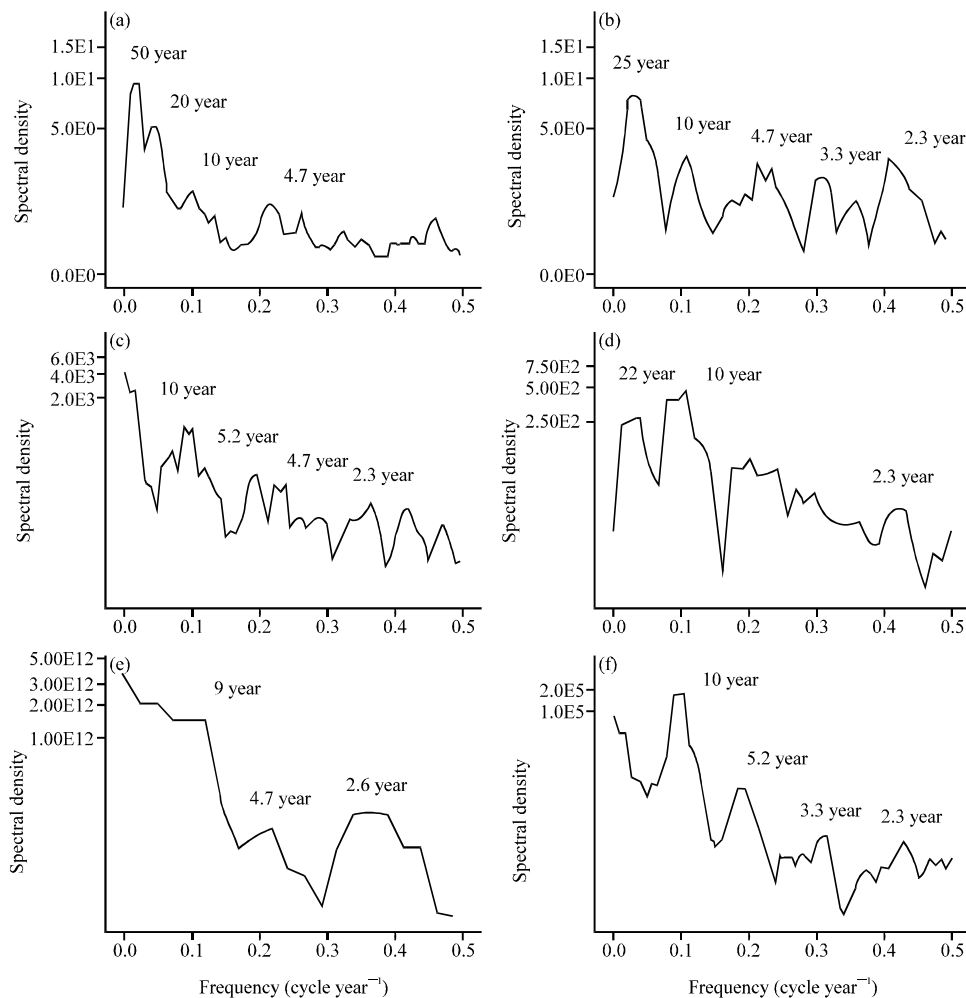 (a)
50 year
20 year
10 year
4.7 year
1.5E1
1.0E1
5.0E0
0.0E0
Spectral density
0.0 0.1 0.2 0.3 0.4 0.5
(b)
25 year
10 year
4.7 year
3.3 year
2.3 year
1.5E1
1.0E1
5.0E0
0.0E0
Spectral density
0.0 0.1 0.2 0.3 0.4 0.5
(c)
10 year
5.2 year
4.7 year
2.3 year
6.0E3
4.0E3
2.0E3
Spectral density
0.0 0.1 0.2 0.3 0.4 0.5
(d)
22 year
10 year
2.3 year
7.50E2
5.00E2
2.50E2
Spectral density
0.0 0.1 0.2 0.3 0.4 0.5
(e)
9 year
4.7 year
2.6 year
5.00E12
3.00E12
2.00E12
1.00E12
Spectral density
0.0 0.1 0.2 0.3 0.4 0.5
Frequency (cycle year⁻¹)
(f)
10 year
5.2 year
3.3 year
2.3 year
2.0E5
1.0E5
Spectral density
0.0 0.1 0.2 0.3 0.4 0.5
Frequency (cycle year⁻¹)